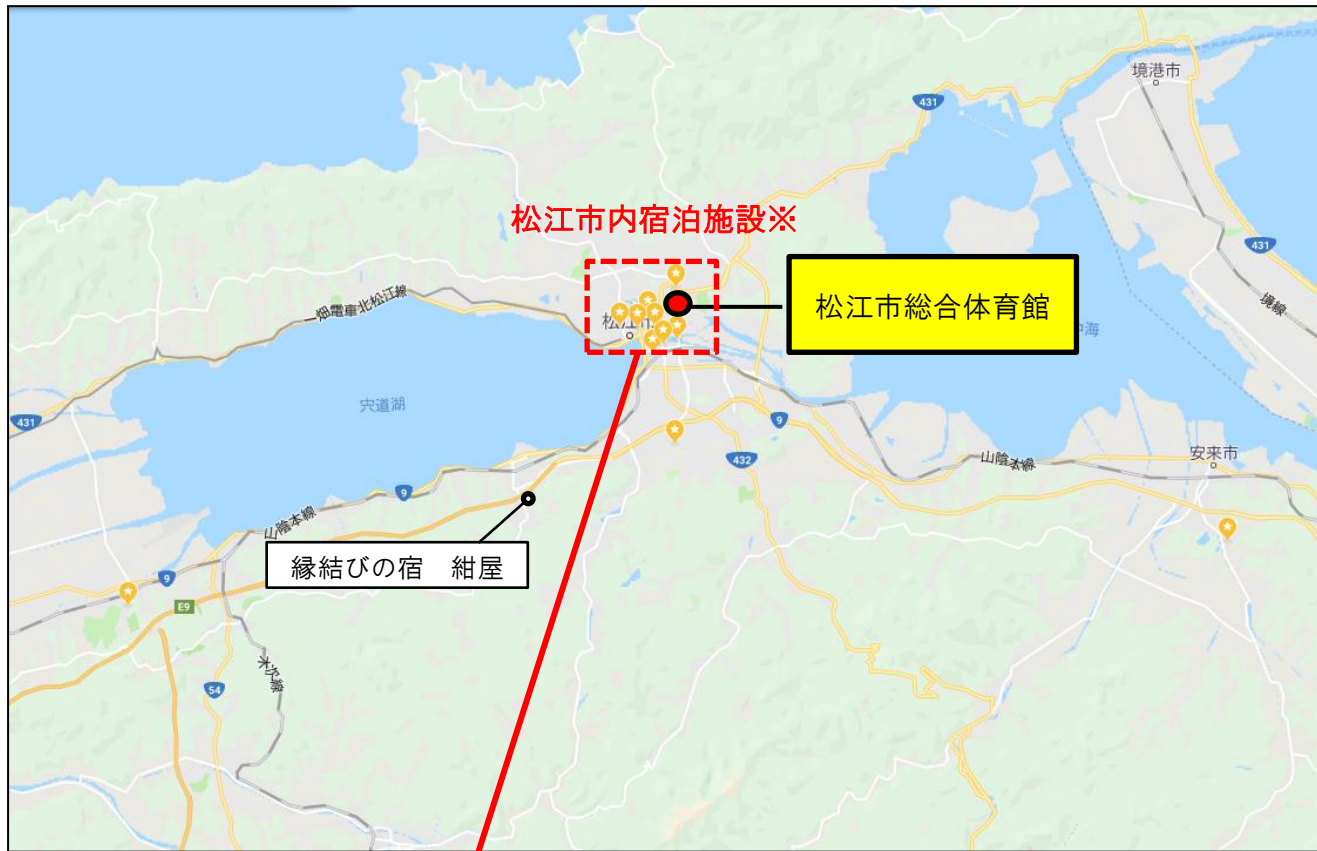 境港市
431
松江市内宿泊施設※
431
一畑電車北松江線
松江市総合体育館
松江市
境線
中海
宍道湖
431
9
432
山陰本線
安来市
9
山陰本線
縁結びの宿　紺屋
9
E9
木次線
54